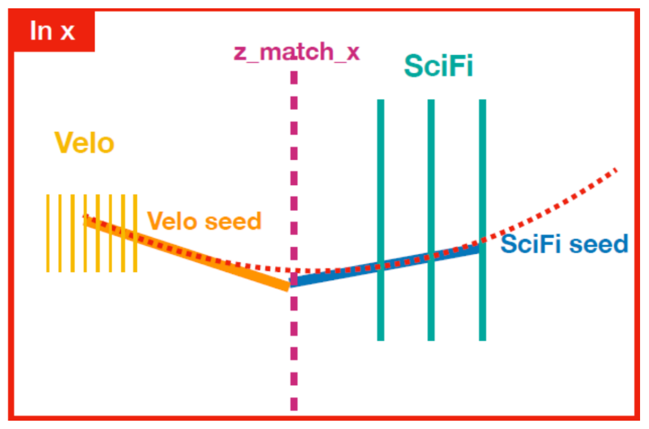 In x
z_match_x
SciFi
Velo
Velo seed
SciFi seed